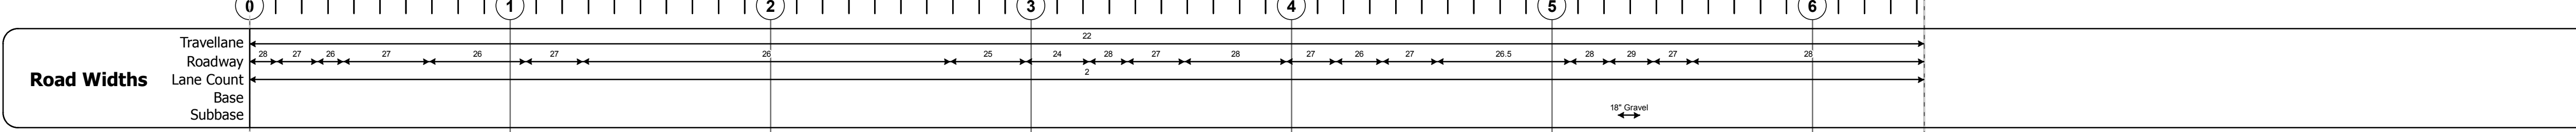 0 1 2 3 4 5 6
Road Widths
Travellane 22
Roadway 28 27 26 27 26 27 26 25 24 28 27 28 27 26 27 26.5 28 29 27 28
Lane Count 2
Base
Subbase 18" Gravel